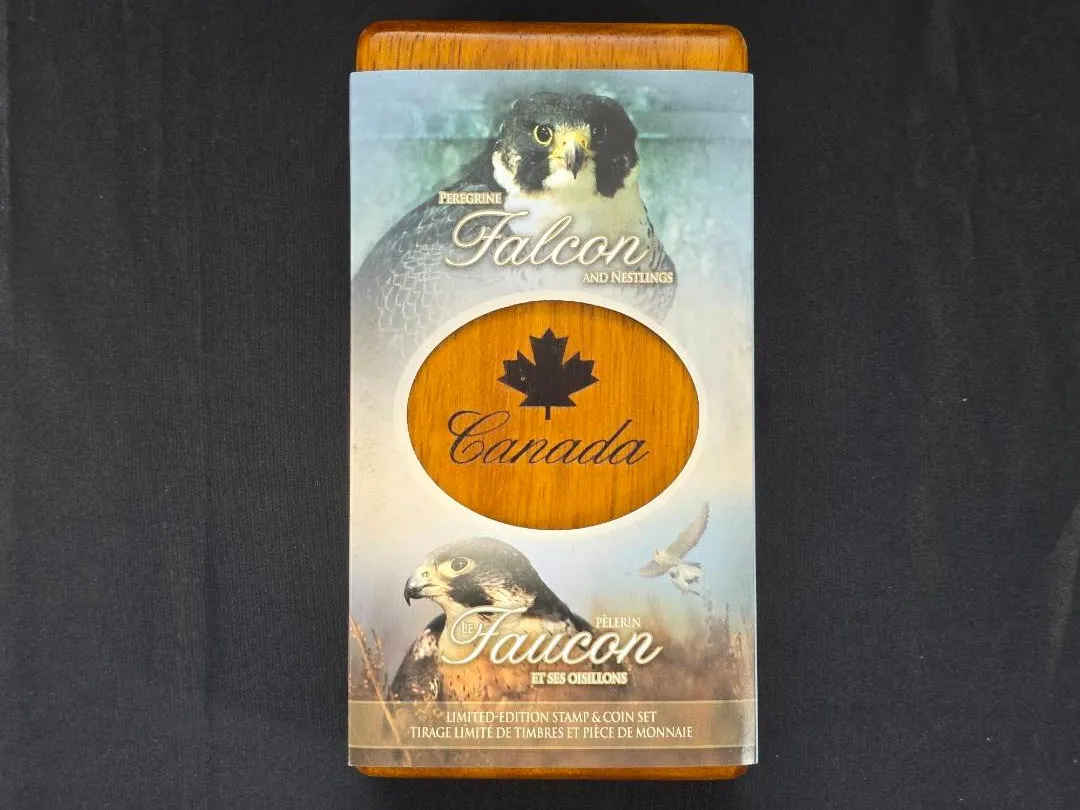 PEREGRINE
Falcon
AND NESTLINGS
Canada
PÈLERIN
LE Faucon
ET SES OISILLONS
LIMITED-EDITION STAMP & COIN SET
TIRAGE LIMITÉ DE TIMBRES ET PIÈCE DE MONNAIE